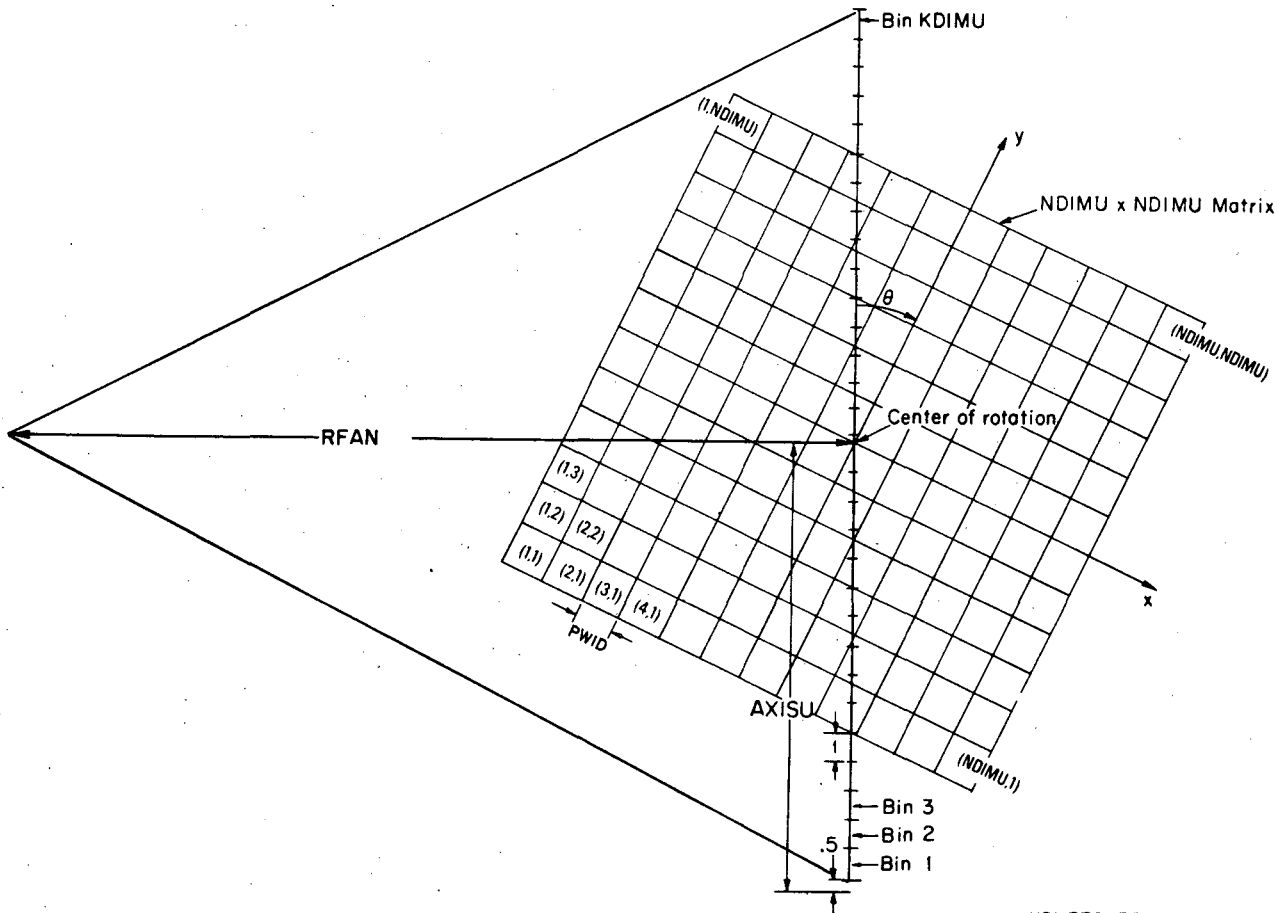 Bin KDIMU
(1,NDIMU)
y
NDIMU x NDIMU Matrix
θ
(NDIMU,NDIMU)
Center of rotation
RFAN
(1,3)
(1,2) (2,2)
(1,1) (2,1) (3,1) (4,1)
x
PWID
AXISU
1
(NDIMU,1)
Bin 3
.5 Bin 2
Bin 1